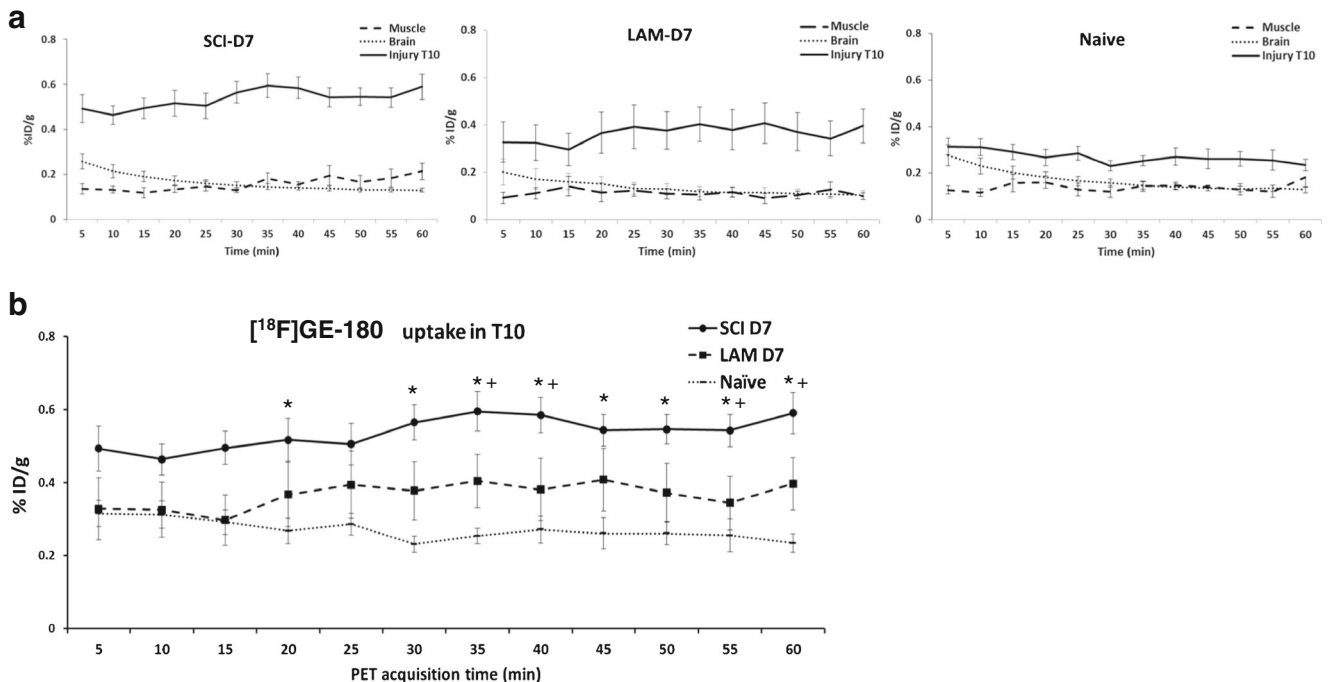 a
SCI-D7
Muscle
Brain
Injury T10
%ID/g
0.8
0.6
0.4
0.2
0
5 10 15 20 25 30 35 40 45 50 55 60
Time (min)
LAM-D7
Muscle
Brain
Injury T10
% ID/g
0.8
0.6
0.4
0.2
0
5 10 15 20 25 30 35 40 45 50 55 60
Time (min)
Naive
Muscle
Brain
Injury T10
% ID/g
0.8
0.6
0.4
0.2
0
5 10 15 20 25 30 35 40 45 50 55 60
Time (min)
b
[¹⁸F]GE-180 uptake in T10
SCI D7
LAM D7
Naïve
* * * + * + * * * + * +
% ID/g
0.8
0.6
0.4
0.2
0
5 10 15 20 25 30 35 40 45 50 55 60
PET acquisition time (min)